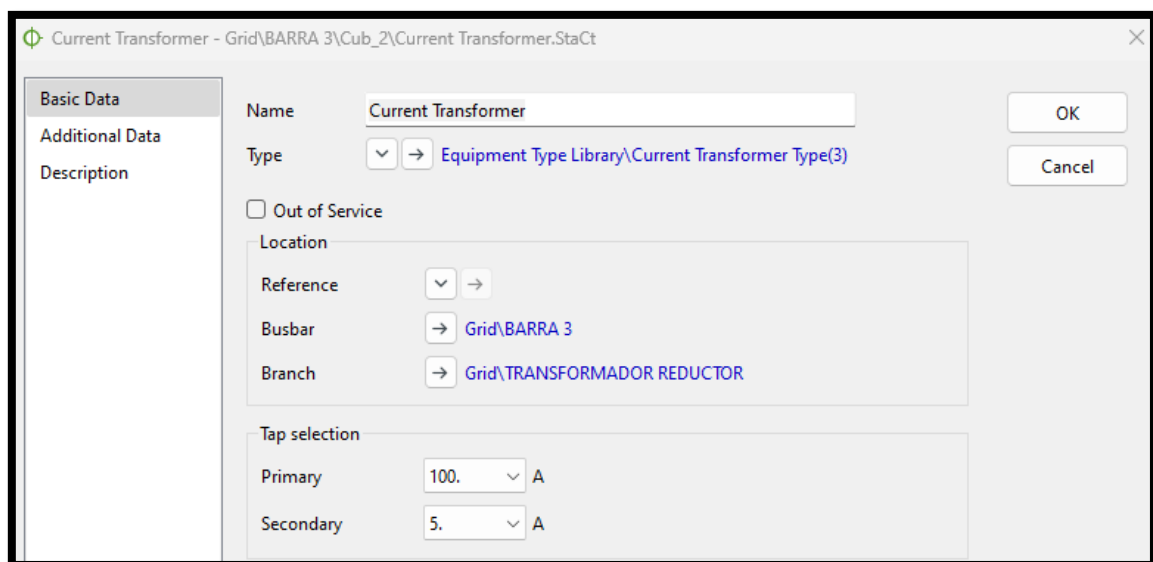 Current Transformer - Grid\BARRA 3\Cub_2\Current Transformer.StaCt
Basic Data
Additional Data
Description
Name Current Transformer
Type Equipment Type Library\Current Transformer Type(3)
Out of Service
Location
Reference
Busbar Grid\BARRA 3
Branch Grid\TRANSFORMADOR REDUCTOR
Tap selection
Primary 100. A
Secondary 5. A
OK
Cancel